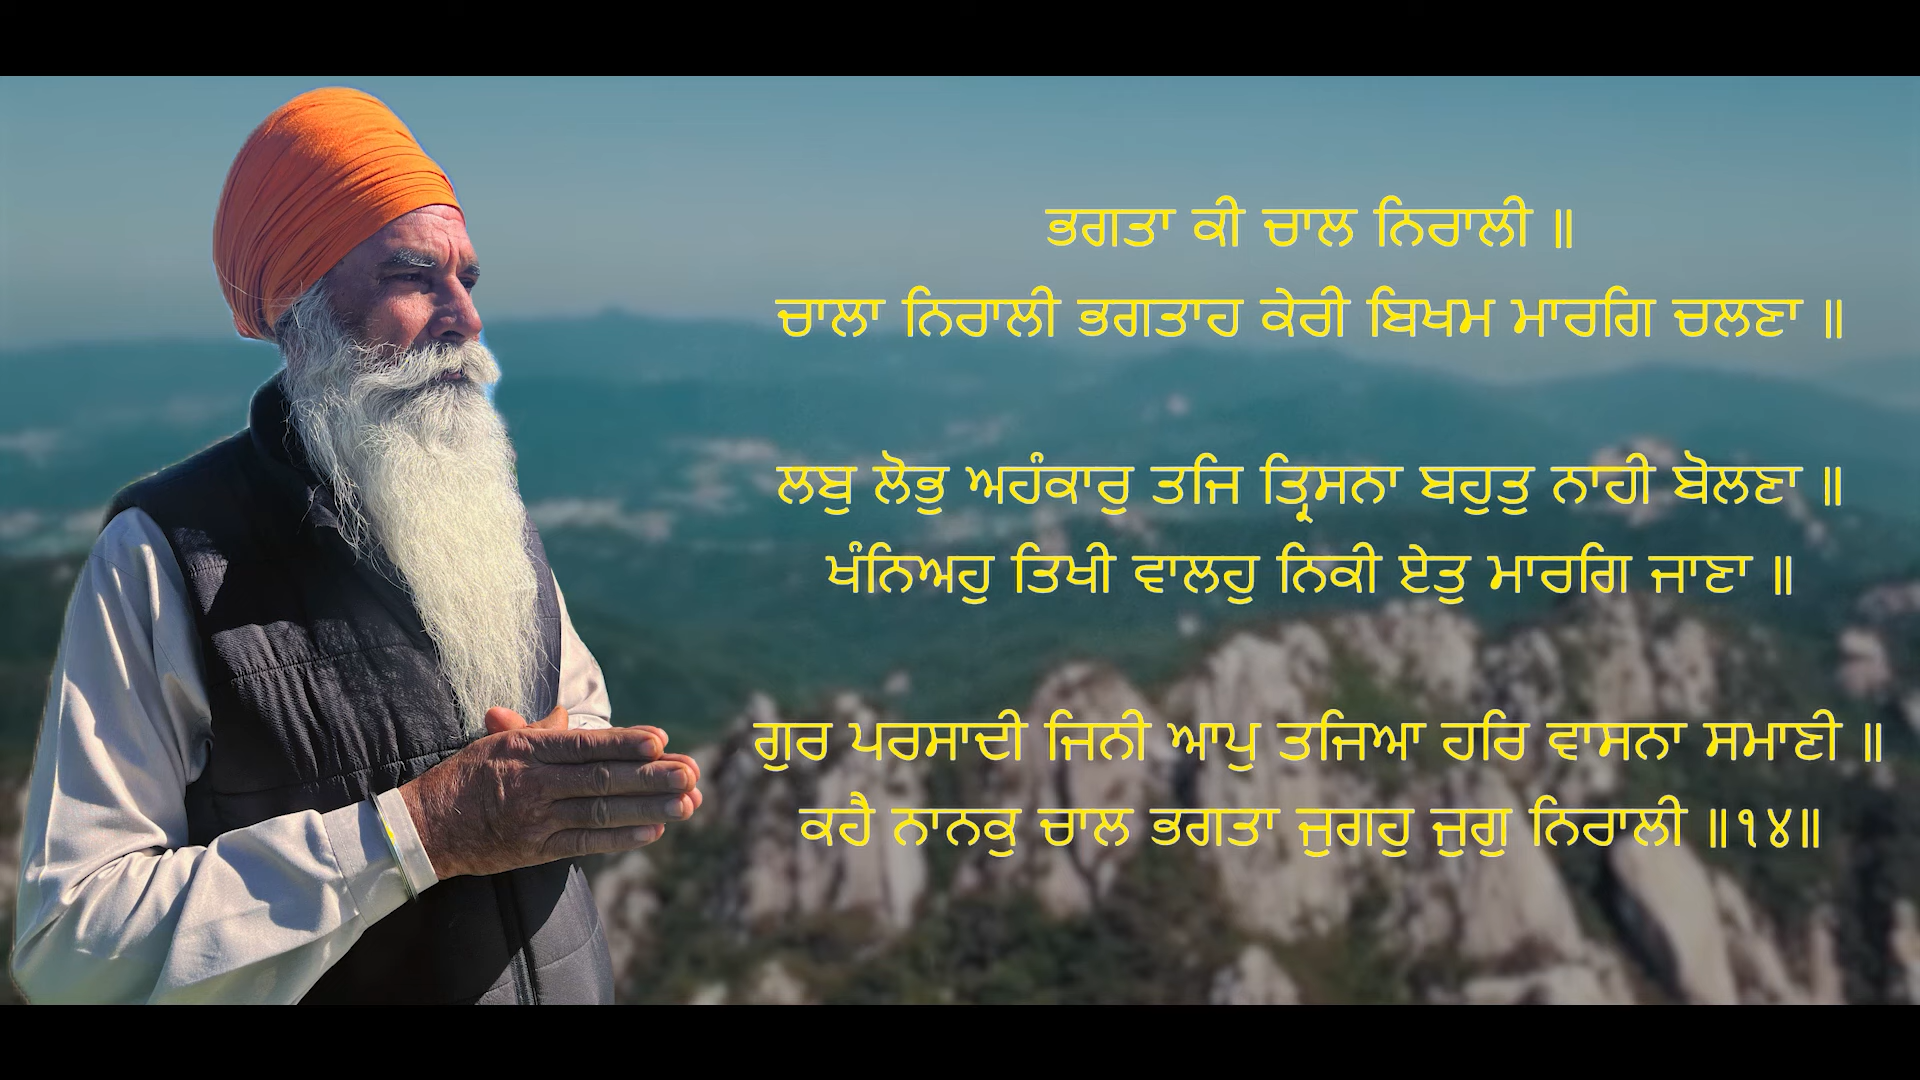 ਭਗਤਾ ਕੀ ਚਾਲ ਨਿਰਾਲੀ ॥
ਚਾਲਾ ਨਿਰਾਲੀ ਭਗਤਾਹ ਕੇਰੀ ਬਿਖਮ ਮਾਰਗਿ ਚਲਣਾ ॥
ਲਬੁ ਲੋਭੁ ਅਹੰਕਾਰੁ ਤਜਿ ਤ੍ਰਿਸਨਾ ਬਹੁਤੁ ਨਾਹੀ ਬੋਲਣਾ ॥
ਖੰਨਿਅਹੁ ਤਿਖੀ ਵਾਲਹੁ ਨਿਕੀ ਏਤੁ ਮਾਰਗਿ ਜਾਣਾ ॥
ਗੁਰ ਪਰਸਾਦੀ ਜਿਨੀ ਆਪੁ ਤਜਿਆ ਹਰਿ ਵਾਸਨਾ ਸਮਾਣੀ ॥
ਕਹੈ ਨਾਨਕੁ ਚਾਲ ਭਗਤਾ ਜੁਗਹੁ ਜੁਗੁ ਨਿਰਾਲੀ ॥੧੪॥